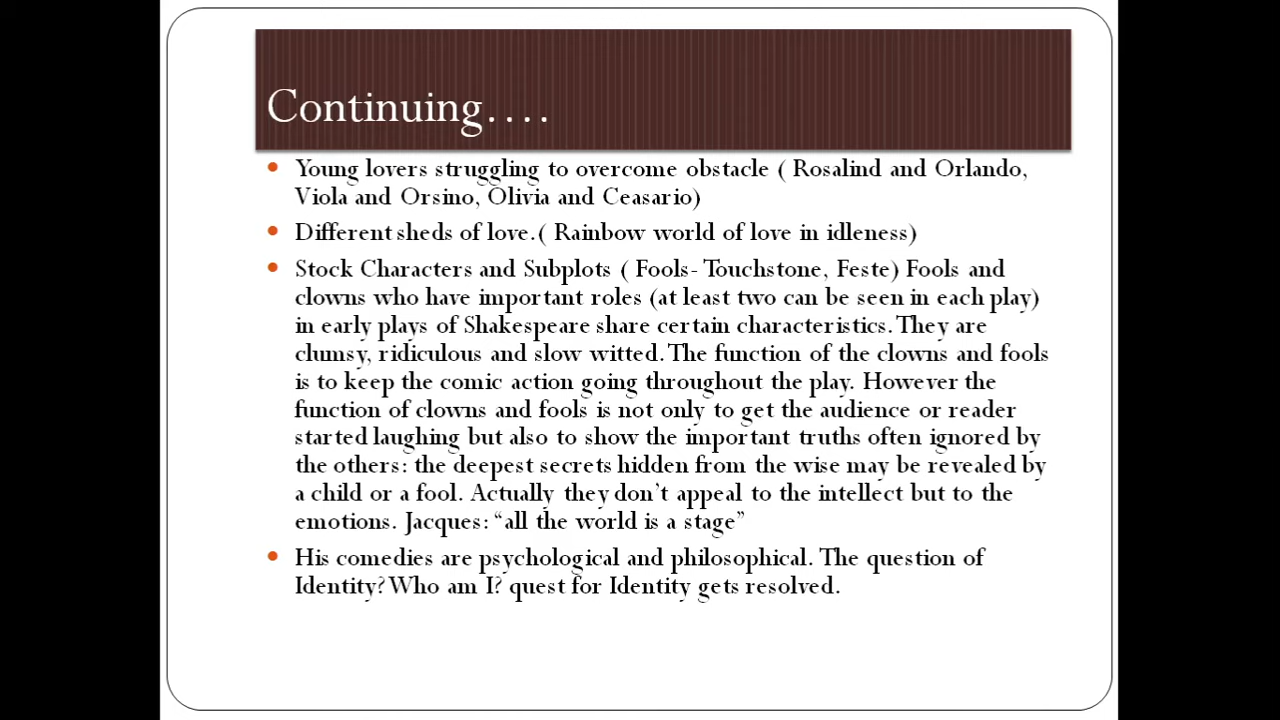 Continuing....
Young lovers struggling to overcome obstacle ( Rosalind and Orlando,
Viola and Orsino, Olivia and Ceasario)
Different sheds of love.( Rainbow world of love in idleness)
Stock Characters and Subplots ( Fools- Touchstone, Feste) Fools and
clowns who have important roles (at least two can be seen in each play)
in early plays of Shakespeare share certain characteristics. They are
clumsy, ridiculous and slow witted. The function of the clowns and fools
is to keep the comic action going throughout the play. However the
function of clowns and fools is not only to get the audience or reader
started laughing but also to show the important truths often ignored by
the others: the deepest secrets hidden from the wise may be revealed by
a child or a fool. Actually they don’t appeal to the intellect but to the
emotions. Jacques: “all the world is a stage”
His comedies are psychological and philosophical. The question of
Identity? Who am I? quest for Identity gets resolved.